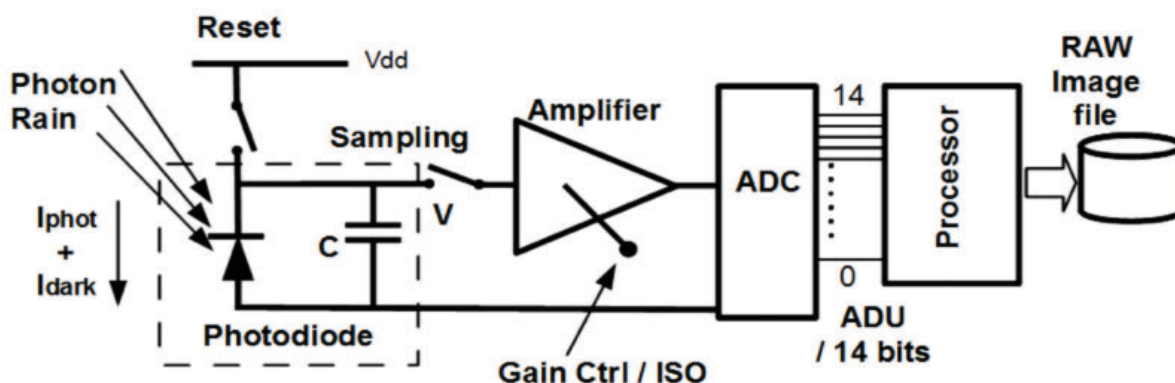 Reset
Vdd
Photon
Rain
Sampling
Amplifier
V
C
Iphot
+
Idark
Photodiode
Gain Ctrl / ISO
ADC
14
0
ADU
/ 14 bits
Processor
RAW
Image
file